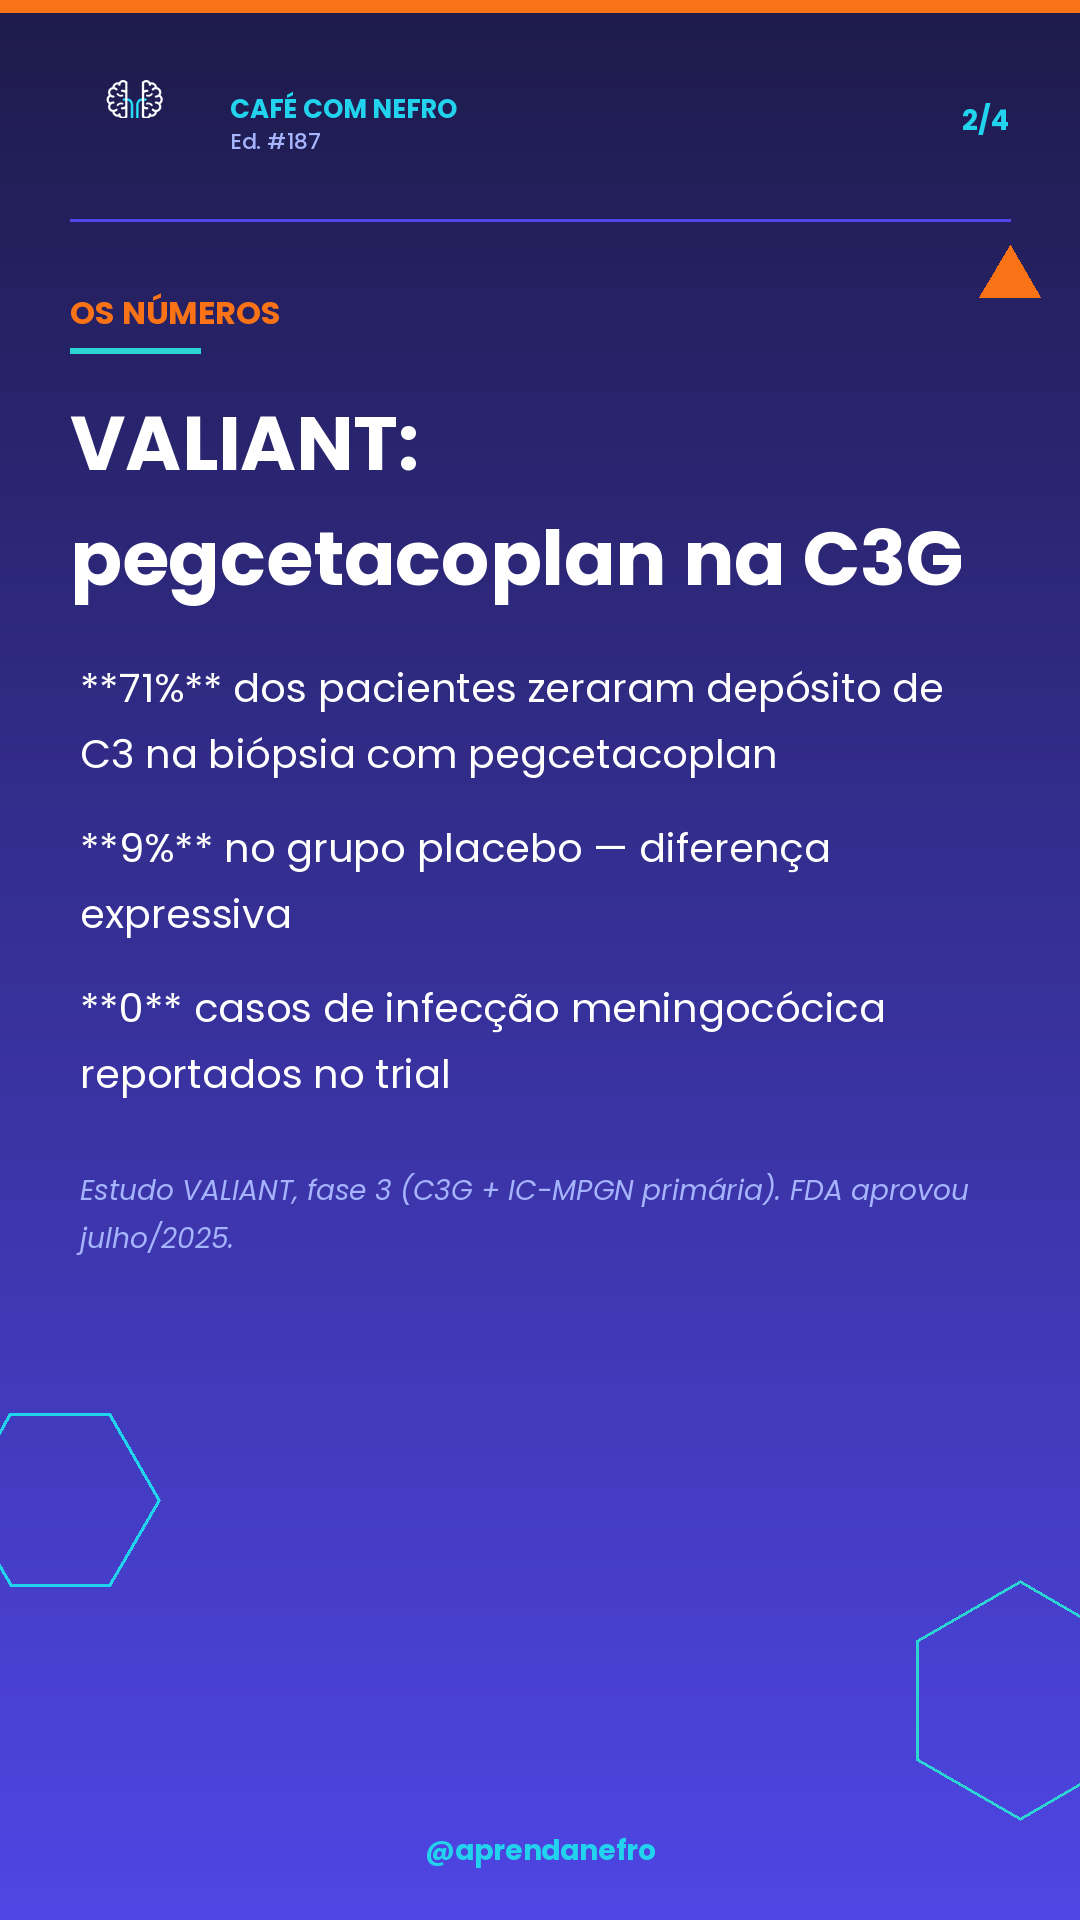 CAFÉ COM NEFRO
Ed. #187
2/4
OS NÚMEROS
VALIANT:
pegcetacoplan na C3G
**71%** dos pacientes zeraram depósito de
C3 na biópsia com pegcetacoplan
**9%** no grupo placebo — diferença
expressiva
**0** casos de infecção meningocócica
reportados no trial
Estudo VALIANT, fase 3 (C3G + IC-MPGN primária). FDA aprovou
julho/2025.
@aprendanefro